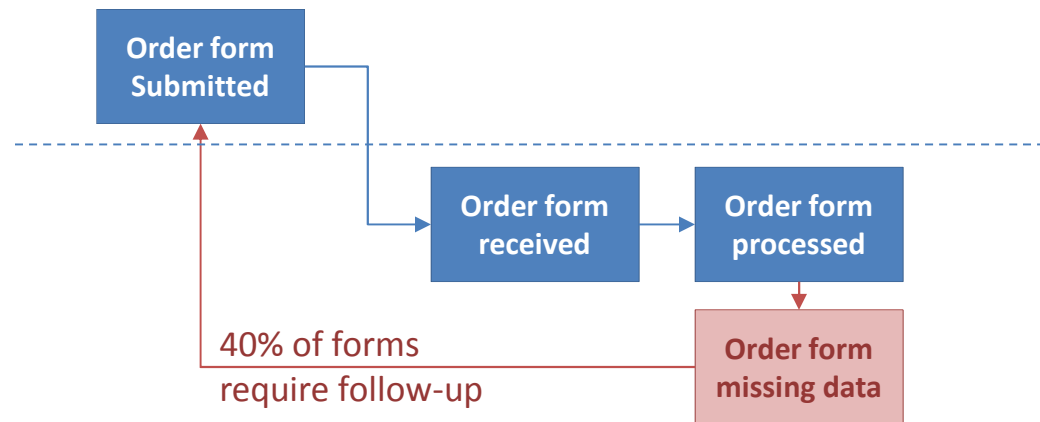 Order form
Submitted
Order form
received
Order form
processed
40% of forms
require follow-up
Order form
missing data